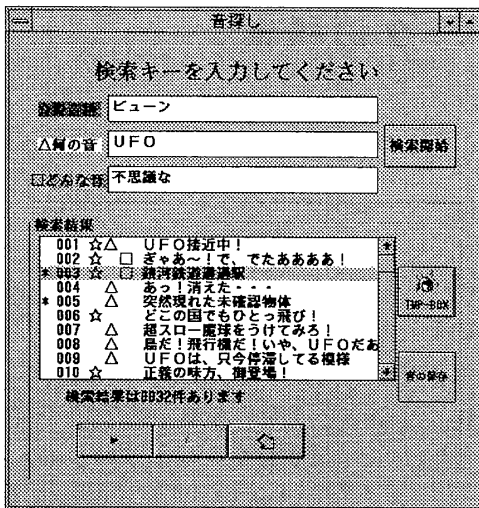 音探し
検索キーを入力してください
ビューン
△何の音 UFO 検索開始
□どんな音 不思議な
検索結果
001 ☆△ UFO接近中！
002 ☆ □ ぎゃあ～！で、でたああああ！
* 003 ☆ □ 銀河鉄道通過駅
004 △ あっ！消えた・・・
* 005 △ 突然現れた未確認物体
006 ☆ どこの国でもひとっ飛び！
007 △ 超スロー魔球をうけてみろ！
008 △ 鳥だ！飛行機だ！いや、UFOだあ
009 △ UFOは、只今停滞してる模様
010 ☆ 正義の味方、御登場！
TMP-BOX
音の保存
検索結果は0032件あります